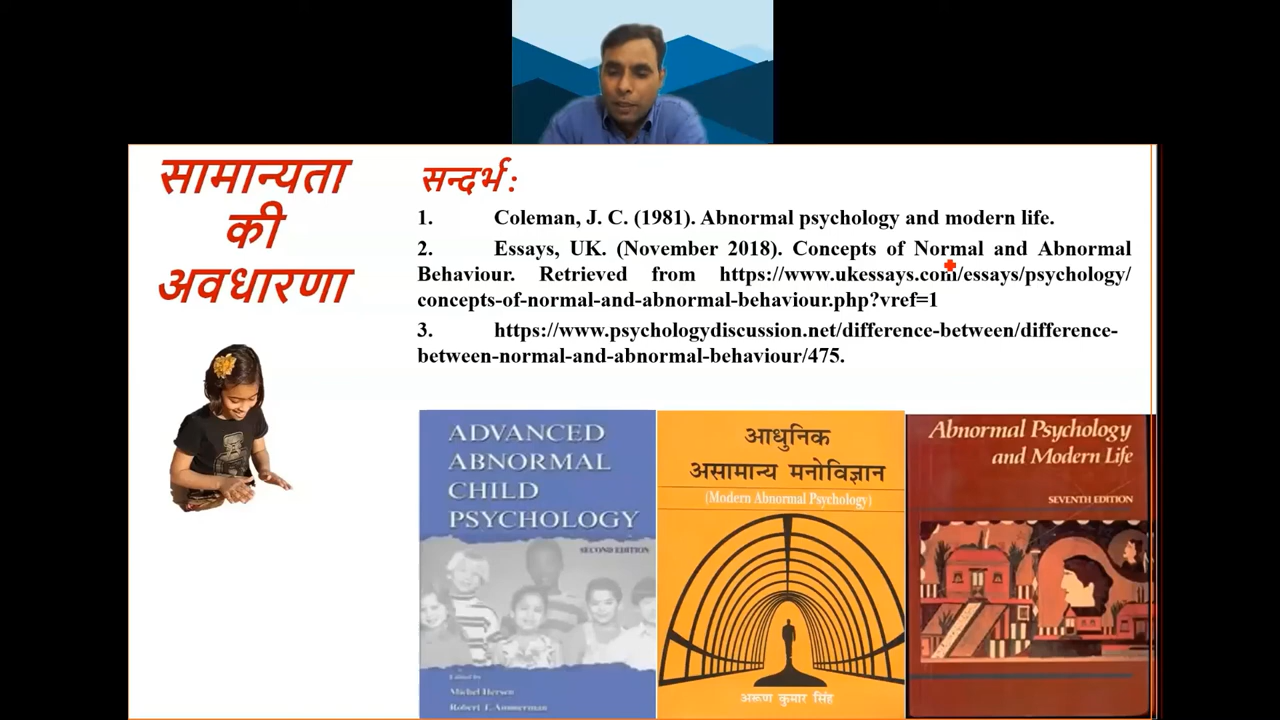 सामान्यता
की
अवधारणा
सन्दर्भ :
1. Coleman, J. C. (1981). Abnormal psychology and modern life.
2. Essays, UK. (November 2018). Concepts of Normal and Abnormal
Behaviour. Retrieved from https://www.ukessays.com/essays/psychology/
concepts-of-normal-and-abnormal-behaviour.php?vref=1
3. https://www.psychologydiscussion.net/difference-between/difference-
between-normal-and-abnormal-behaviour/475.
ADVANCED
ABNORMAL
CHILD
PSYCHOLOGY
SECOND EDITION
Edited by
Michel Hersen
Robert T. Ammerman
आधुनिक
असामान्य मनोविज्ञान
(Modern Abnormal Psychology)
अरूण कुमार सिंह
Abnormal Psychology
and Modern Life
SEVENTH EDITION